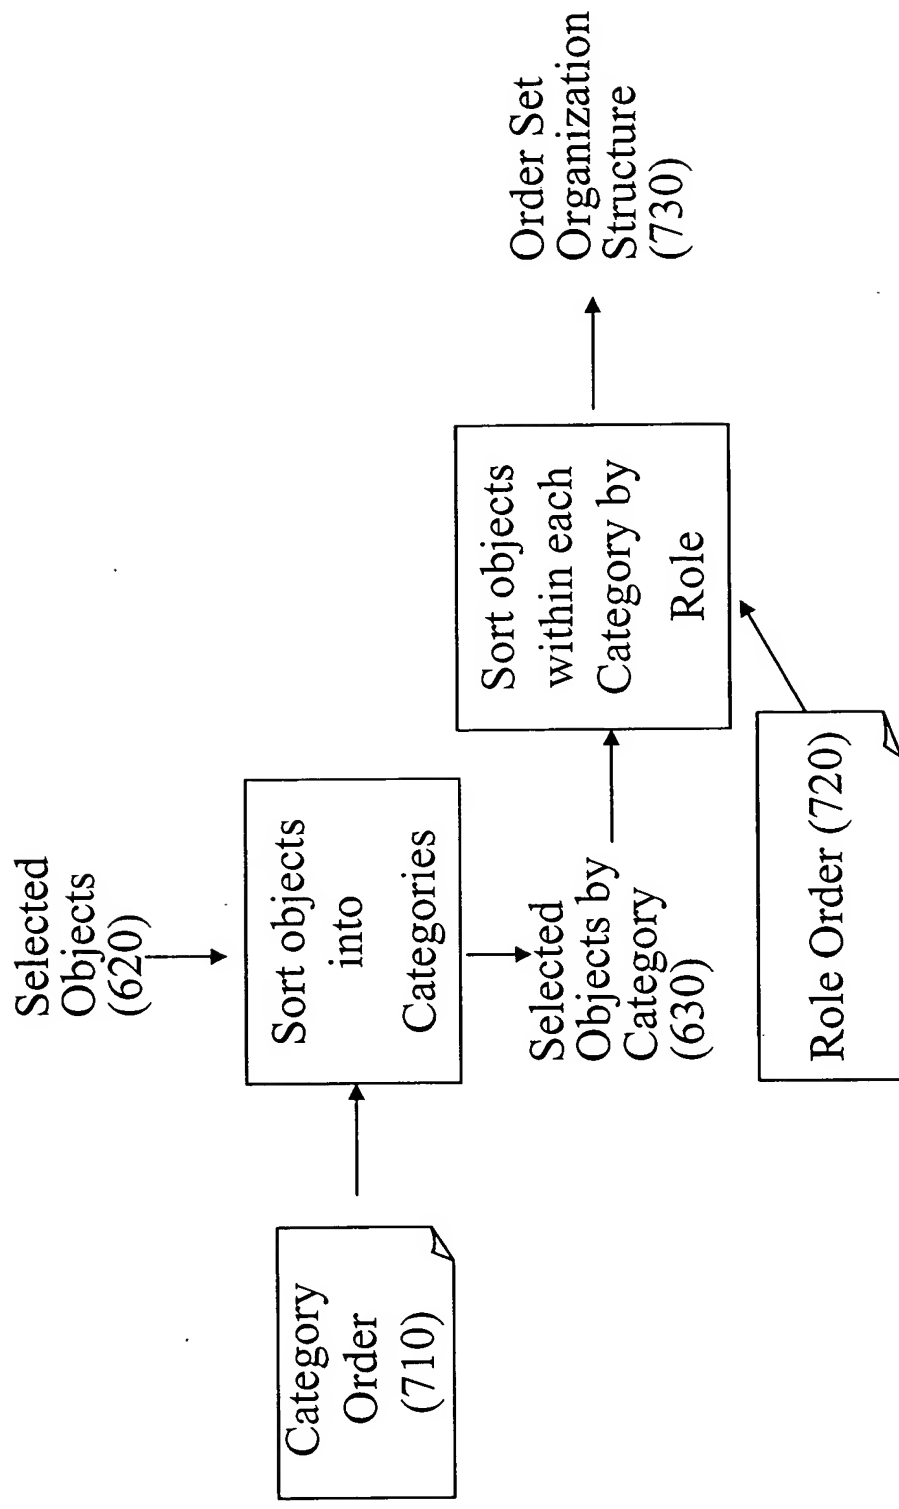 Selected
Objects
(620)
Category
Order
(710)
Sort objects
into
Categories
Selected
Objects by
Category
(630)
Sort objects
within each
Category by
Role
Role Order (720)
Order Set
Organization
Structure
(730)